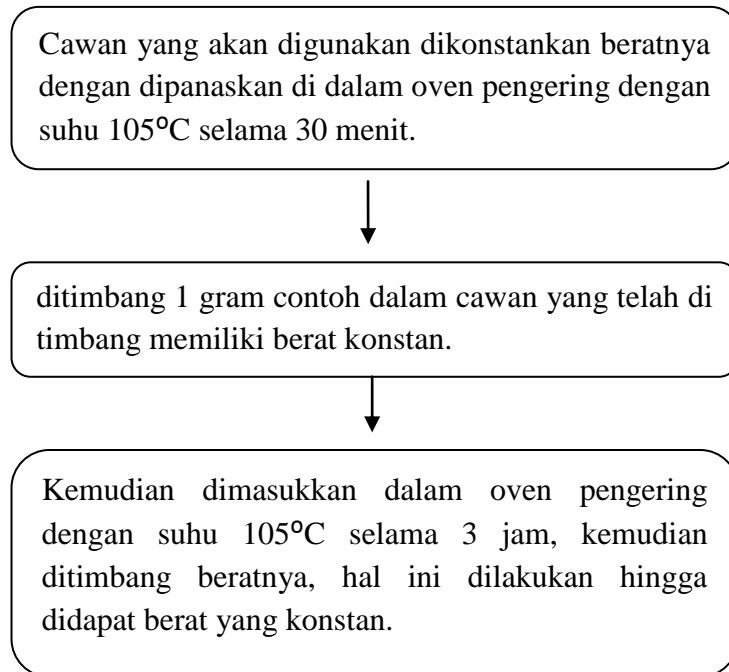 Cawan yang akan digunakan dikonstankan beratnya
dengan dipanaskan di dalam oven pengering dengan
suhu 105⁰C selama 30 menit.
ditimbang 1 gram contoh dalam cawan yang telah di
timbang memiliki berat konstan.
Kemudian dimasukkan dalam oven pengering
dengan suhu 105⁰C selama 3 jam, kemudian
ditimbang beratnya, hal ini dilakukan hingga
didapat berat yang konstan.